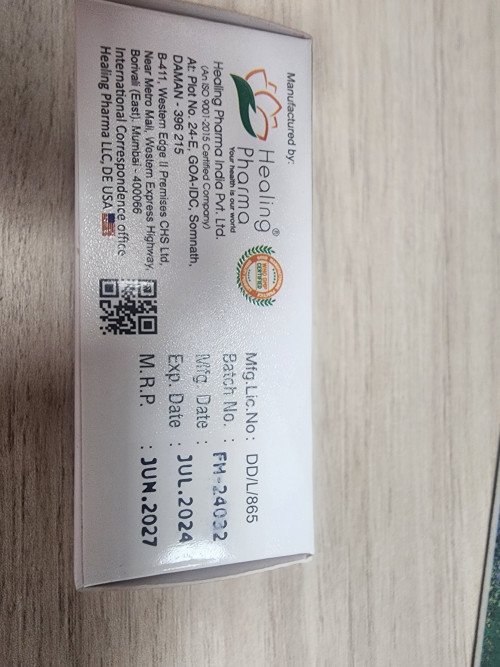 Manufactured by:
Healing®
Pharma
Your health is our world
CERTIFIED
Healing Pharma India Pvt. Ltd.
(An ISO 9001:2015 Certified Company)
At: Plot No. 24-E, GOA-IDC, Somnath,
DAMAN - 396 215
B-411, Western Edge II Premises CHS Ltd,
Near Metro Mall, Western Express Highway,
Borivali (East), Mumbai - 400066
International Correspondence office
Healing Pharma LLC, DE USA
Mfg.Lic.No : DD/L/865
Batch No. : FM-24032
Mfg. Date :
Exp. Date : JUL.2024
M.R.P. : JUN.2027